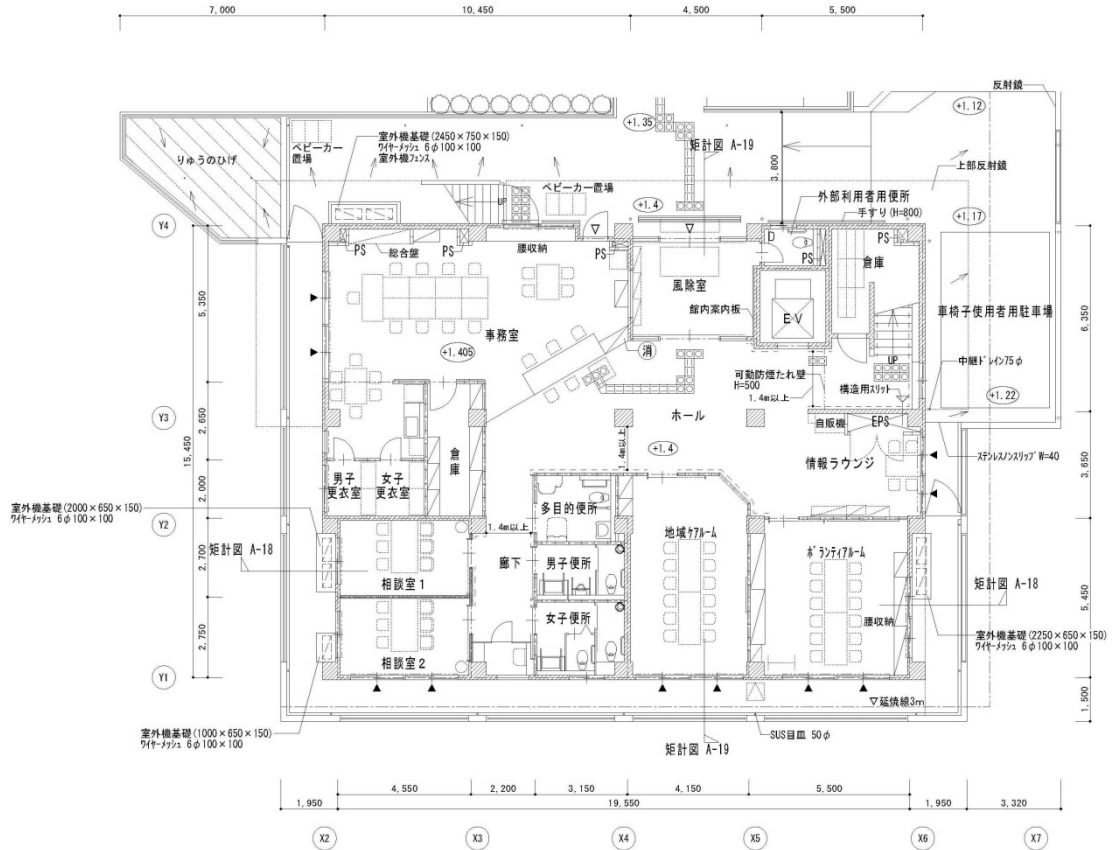 7,000
10,450
4,500
5,500
反射鏡
+1.12
+1.35
室外機基礎(2450×750×150)
ワイヤーメッシュ 6φ100×100
室外機フェンス
ベビーカー
置場
矩計図 A-19
3,800
上部反射鏡
りゅうのひげ
ベビーカー置場
外部利用者用便所
手すり(H=800)
+1.4
+1.17
UP
Y4
PS
総合盤
PS
腰収納
PS
D
PS
倉庫
PS
風除室
5,350
館内案内板
E・V
車椅子使用者用駐車場
6,350
事務室
+1.405
消
UP
中継ドレイン75φ
可動防煙たれ壁
H=500
1.4m以上
構造用スリット
+1.22
Y3
ホール
自販機
EPS
2,650
15,450
1.4m以上
+1.4
情報ラウンジ
3,650
ステンレスノンスリップ W=40
倉庫
男子
更衣室
女子
更衣室
2,000
多目的便所
室外機基礎(2000×650×150)
ワイヤーメッシュ 6φ100×100
Y2
1.4m以上
地域ケアルーム
矩計図 A-18
2,700
相談室1
廊下
男子便所
ボランティアルーム
矩計図 A-18
5,450
腰収納
女子便所
室外機基礎(2250×650×150)
ワイヤーメッシュ 6φ100×100
2,750
相談室2
Y1
▽延焼線3m
1,500
室外機基礎(1000×650×150)
ワイヤーメッシュ 6φ100×100
SUS目皿 50φ
矩計図 A-19
4,550
2,200
3,150
4,150
5,500
1,950
19,550
1,950
3,320
X2
X3
X4
X5
X6
X7